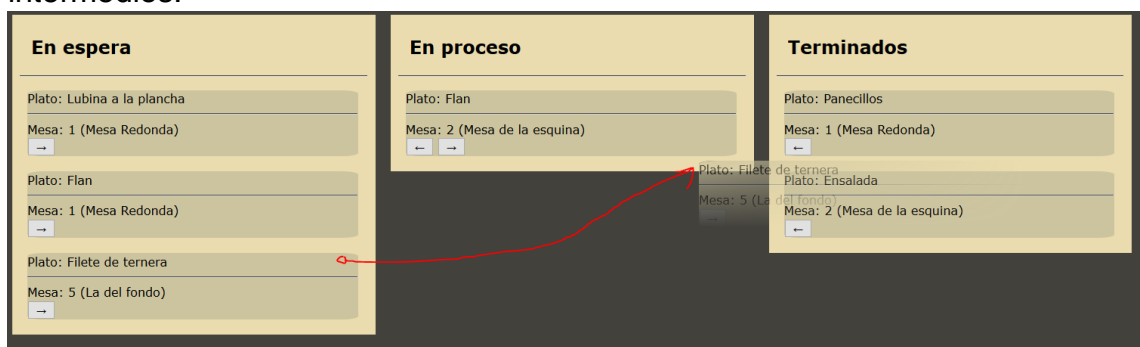 intermedios.
En espera
Plato: Lubina a la plancha
Mesa: 1 (Mesa Redonda)
→
Plato: Flan
Mesa: 1 (Mesa Redonda)
→
Plato: Filete de ternera
Mesa: 5 (La del fondo)
→
En proceso
Plato: Flan
Mesa: 2 (Mesa de la esquina)
← →
Plato: Filete de ternera
Mesa: 5 (La del fondo)
→
Terminados
Plato: Panecillos
Mesa: 1 (Mesa Redonda)
←
Plato: Ensalada
Mesa: 2 (Mesa de la esquina)
←